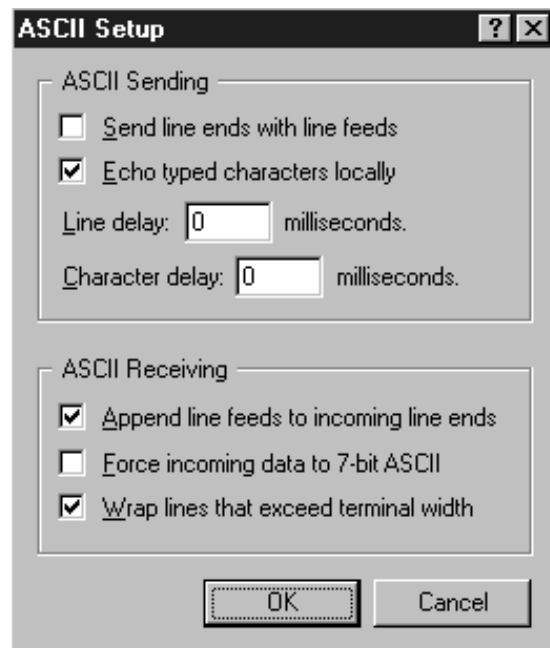 ASCII Setup
ASCII Sending
Send line ends with line feeds
Echo typed characters locally
Line delay: 0 milliseconds.
Character delay: 0 milliseconds.
ASCII Receiving
Append line feeds to incoming line ends
Force incoming data to 7-bit ASCII
Wrap lines that exceed terminal width
OK Cancel